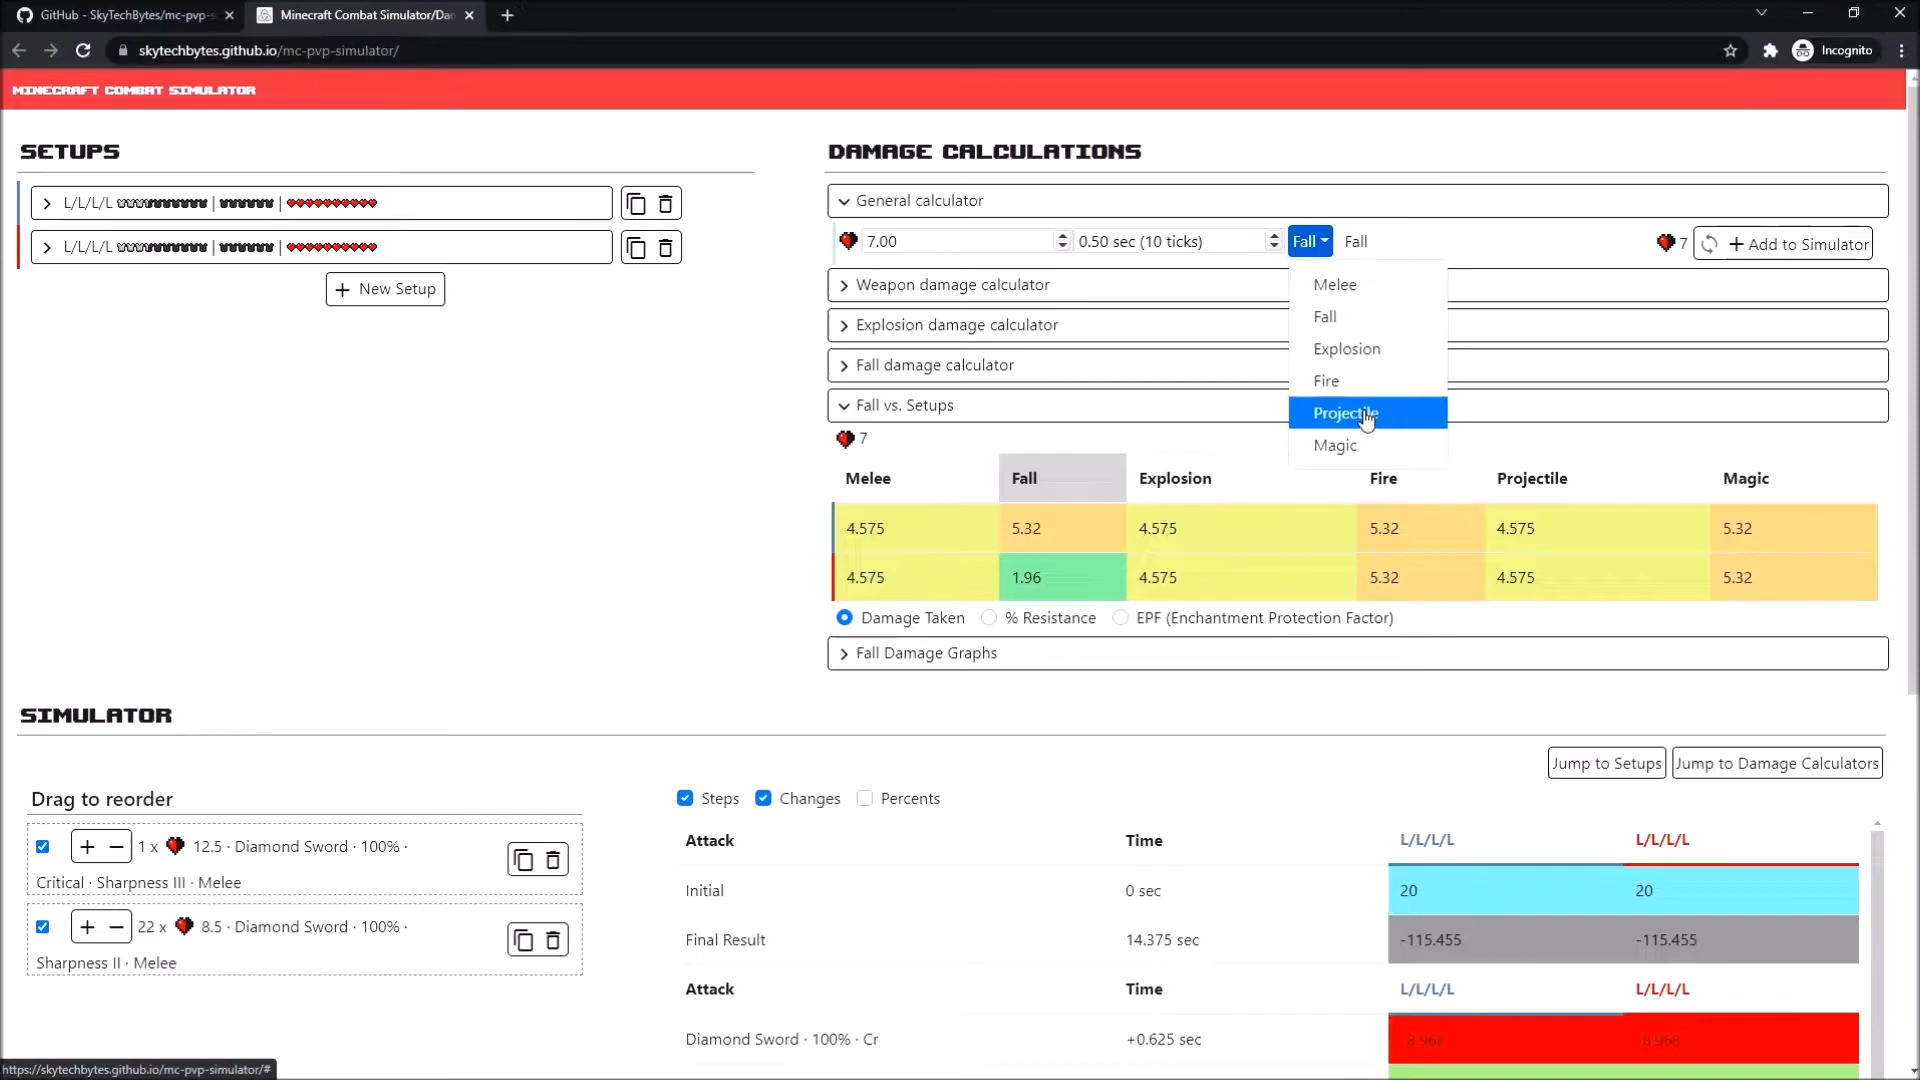 GitHub - SkyTechBytes/mc-pvp-s
Minecraft Combat Simulator/Dan
skytechbytes.github.io/mc-pvp-simulator/
Incognito
MINECRAFT COMBAT SIMULATOR
SETUPS
L/L/L/L | |
L/L/L/L | |
+ New Setup
DAMAGE CALCULATIONS
General calculator
7.00 0.50 sec (10 ticks) Fall Fall 7 + Add to Simulator
Weapon damage calculator
Explosion damage calculator
Fall damage calculator
Fall vs. Setups
Melee
Fall
Explosion
Fire
Projectile
Magic
7
Melee Fall Explosion Fire Projectile Magic
4.575 5.32 4.575 5.32 4.575 5.32
4.575 1.96 4.575 5.32 4.575 5.32
Damage Taken % Resistance EPF (Enchantment Protection Factor)
Fall Damage Graphs
SIMULATOR
Jump to Setups Jump to Damage Calculators
Drag to reorder
+ − 1 x 12.5 · Diamond Sword · 100% ·
Critical · Sharpness III · Melee
+ − 22 x 8.5 · Diamond Sword · 100% ·
Sharpness II · Melee
Steps Changes Percents
Attack Time L/L/L/L L/L/L/L
Initial 0 sec 20 20
Final Result 14.375 sec -115.455 -115.455
Attack Time L/L/L/L L/L/L/L
Diamond Sword · 100% · Cr +0.625 sec
https://skytechbytes.github.io/mc-pvp-simulator/#